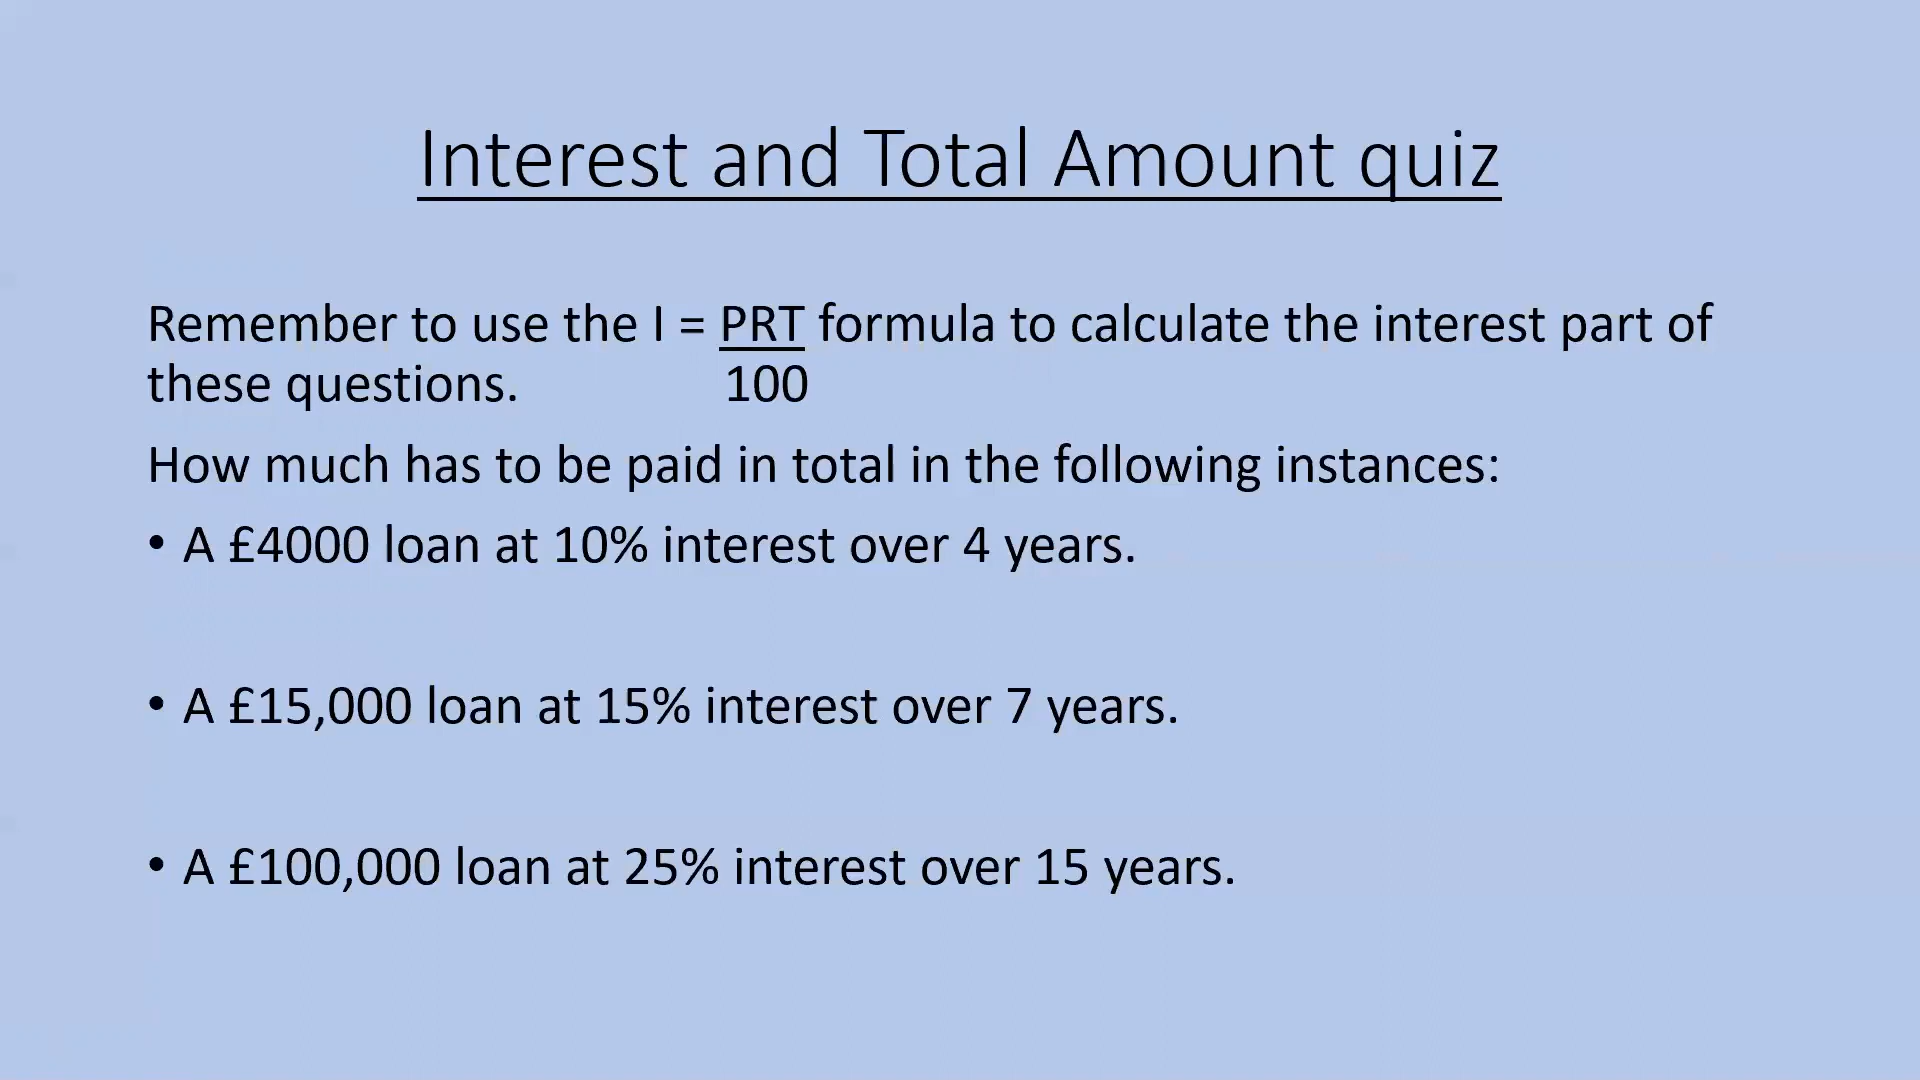 Interest and Total Amount quiz
Remember to use the I = PRT formula to calculate the interest part of
these questions. 100
How much has to be paid in total in the following instances:
• A £4000 loan at 10% interest over 4 years.
• A £15,000 loan at 15% interest over 7 years.
• A £100,000 loan at 25% interest over 15 years.